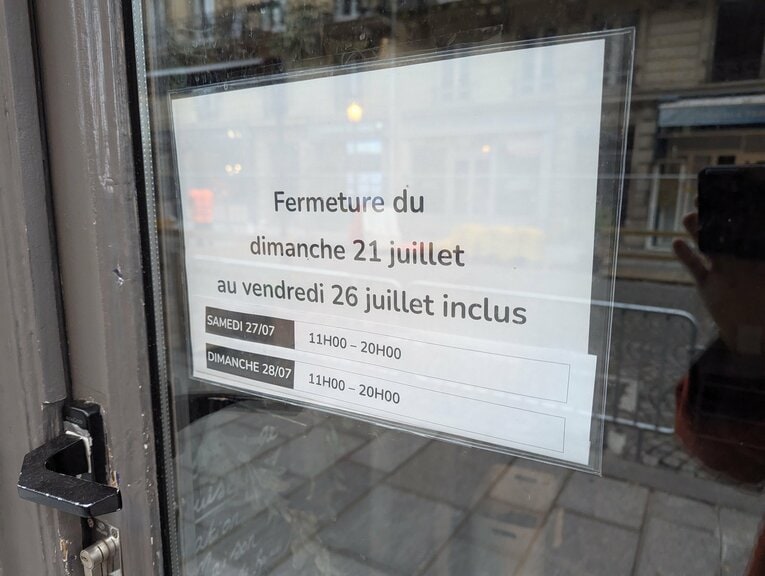 Fermeture du
dimanche 21 juillet
au vendredi 26 juillet inclus
SAMEDI 27/07 11H00 – 20H00
DIMANCHE 28/07 11H00 – 20H00